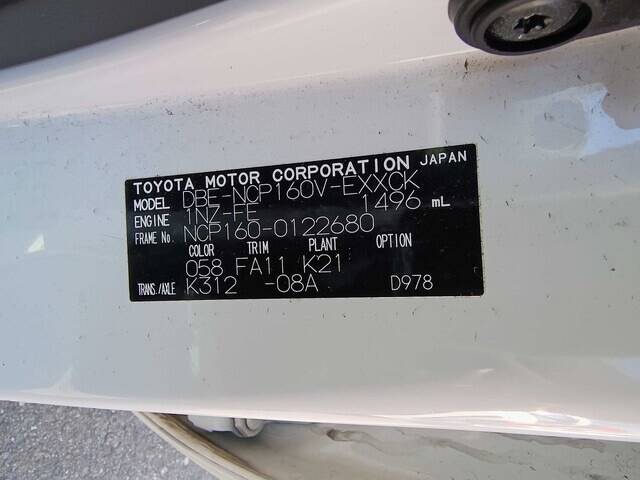 TOYOTA MOTOR CORPORATION JAPAN
MODEL DBE-NCP160V-EXXCK
ENGINE 1NZ-FE 1496 mL
FRAME No. NCP160-0122680
COLOR TRIM PLANT OPTION
058 FA11 K21
TRANS./AXLE K312 -08A D978